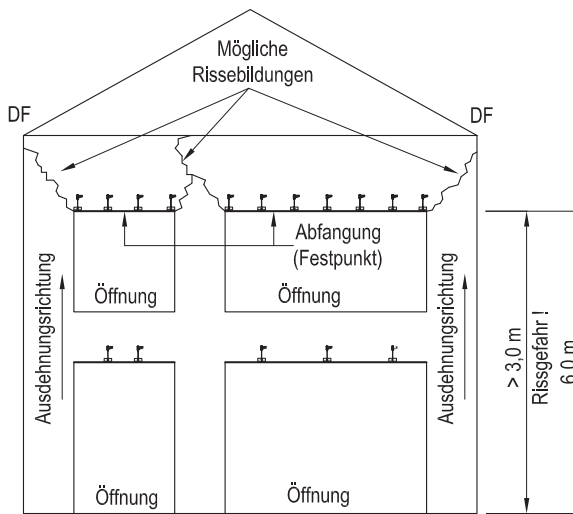 Mögliche
Rissebildungen
DF
DF
Abfangung
(Festpunkt)
Ausdehnungsrichtung
Öffnung
Öffnung
Ausdehnungsrichtung
> 3,0 m
Rissgefahr !
6,0 m
Öffnung
Öffnung